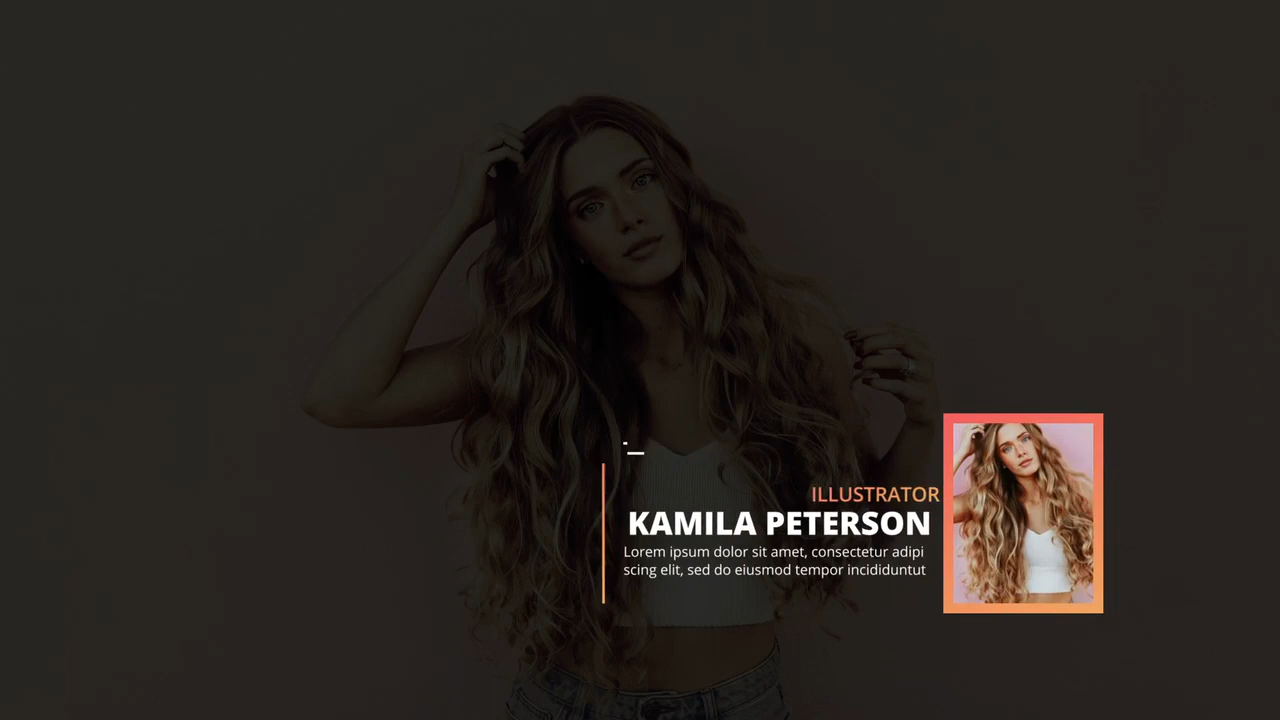 ILLUSTRATOR
KAMILA PETERSON
Lorem ipsum dolor sit amet, consectetur adipi
scing elit, sed do eiusmod tempor incididuntut